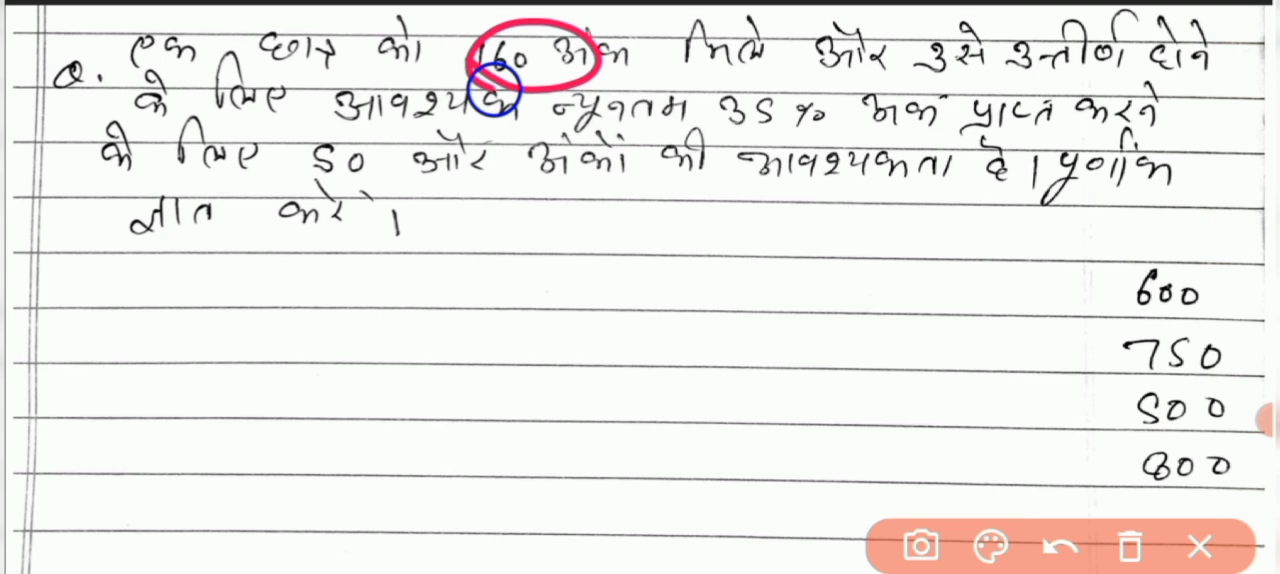 एक छात्र को 160 अंक मिले और उसे उत्तीर्ण होने
Q. के लिए आवश्यक न्यूनतम 35% अंक प्राप्त करने
के लिए 50 और अंकों की आवश्यकता है। पूर्णांक
ज्ञात करें।
600
750
500
800